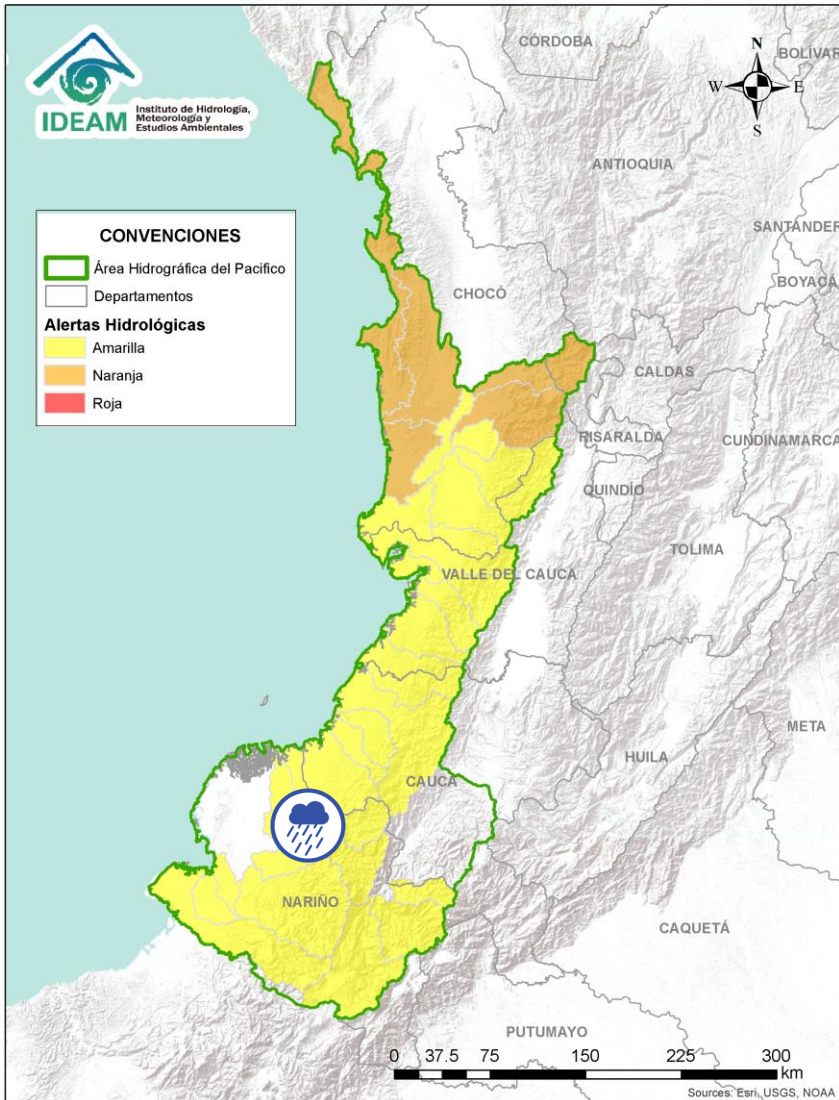 IDEAM
Instituto de Hidrología,
Meteorología y
Estudios Ambientales
CÓRDOBA
BOLÍVAR
N
W
E
S
ANTIOQUIA
SANTANDER
BOYACÁ
CONVENCIONES
Área Hidrográfica del Pacifico
Departamentos
Alertas Hidrológicas
Amarilla
Naranja
Roja
CHOCÓ
CALDAS
RISARALDA
CUNDINAMARCA
QUINDÍO
TOLIMA
VALLE DEL CAUCA
META
HUILA
CAUCA
NARIÑO
CAQUETÁ
PUTUMAYO
0 37.5 75 150 225 300
km
Sources: Esri, USGS, NOAA